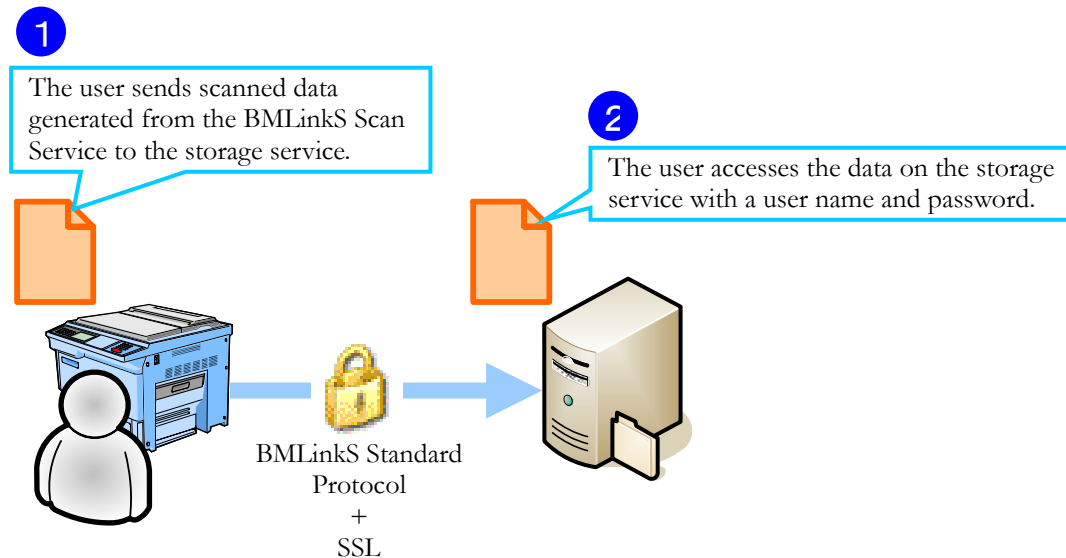 1
The user sends scanned data
generated from the BMLinkS Scan
Service to the storage service.
2
The user accesses the data on the storage
service with a user name and password.
BMLinkS Standard
Protocol
+
SSL